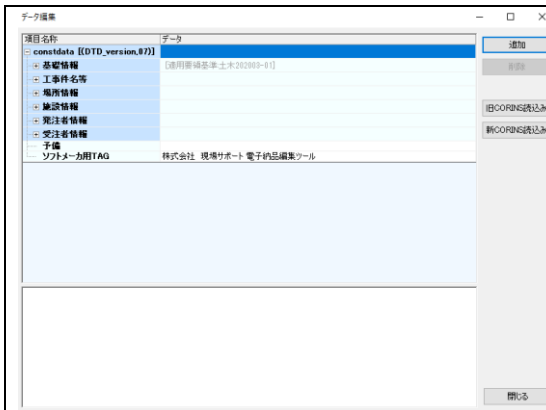 データ編集
項目名称 データ
constdata [(DTD_version,07)]
基礎情報 [適用要領基準:土木202003-01]
工事件名等
場所情報
施設情報
発注者情報
受注者情報
予備
ソフトメーカ用TAG 株式会社 現場サポート 電子納品編集ツール
追加
削除
旧CORINS読込み
新CORINS読込み
閉じる